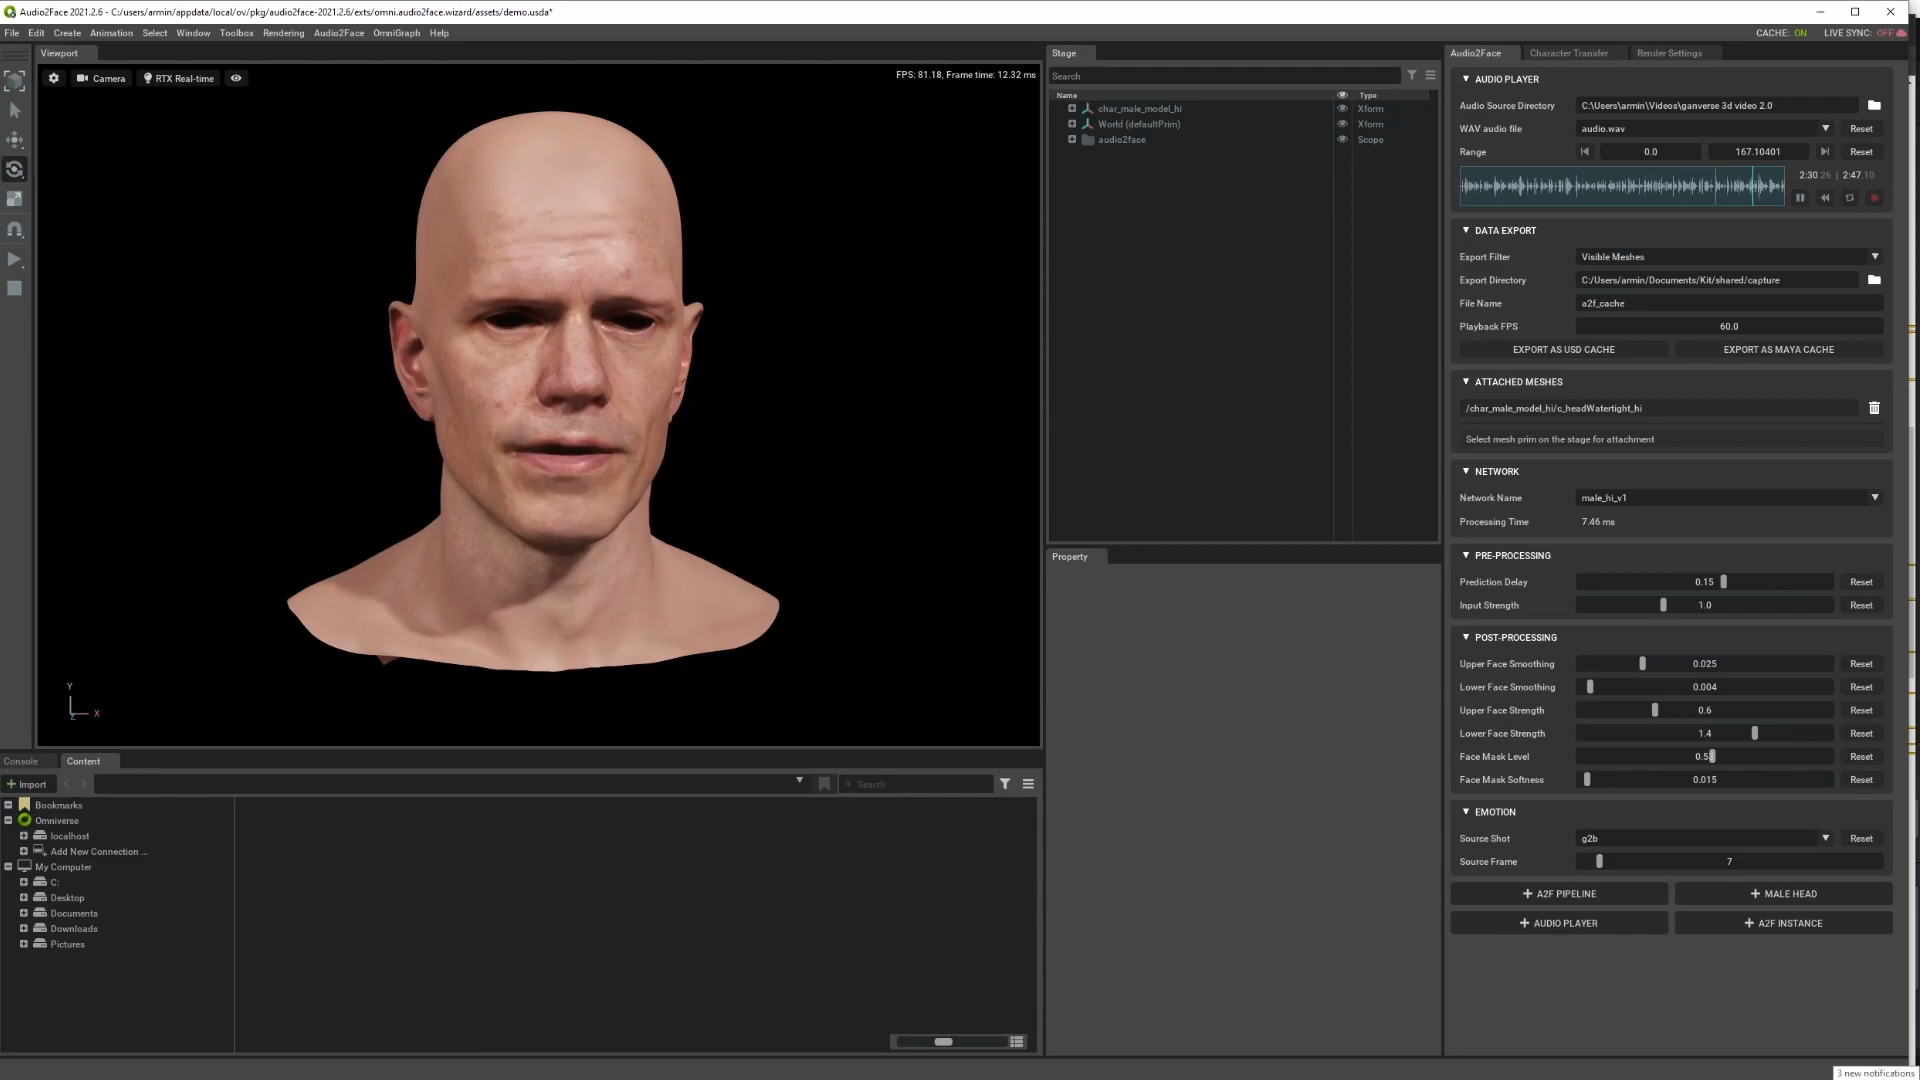 Audio2Face 2021.2.6 - C:/users/armin/appdata/local/ov/pkg/audio2face-2021.2.6/exts/omni.audio2face.wizard/assets/demo.usda*
File Edit Create Animation Select Window Toolbox Rendering Audio2Face OmniGraph Help
CACHE: ON LIVE SYNC: OFF
Viewport
Camera RTX Real-time
FPS: 81.18, Frame time: 12.32 ms
Y
X
Z
Stage
Search
Name Type
char_male_model_hi Xform
World (defaultPrim) Xform
audio2face Scope
Property
Console Content
Import
Search
Bookmarks
Omniverse
localhost
Add New Connection ...
My Computer
C:
Desktop
Documents
Downloads
Pictures
Audio2Face Character Transfer Render Settings
AUDIO PLAYER
Audio Source Directory C:\Users\armin\Videos\ganverse 3d video 2.0
WAV audio file audio.wav Reset
Range 0.0 167.10401 Reset
2:30.26 | 2:47.10
DATA EXPORT
Export Filter Visible Meshes
Export Directory C:/Users/armin/Documents/Kit/shared/capture
File Name a2f_cache
Playback FPS 60.0
EXPORT AS USD CACHE EXPORT AS MAYA CACHE
ATTACHED MESHES
/char_male_model_hi/c_headWatertight_hi
Select mesh prim on the stage for attachment
NETWORK
Network Name male_hi_v1
Processing Time 7.46 ms
PRE-PROCESSING
Prediction Delay 0.15 Reset
Input Strength 1.0 Reset
POST-PROCESSING
Upper Face Smoothing 0.025 Reset
Lower Face Smoothing 0.004 Reset
Upper Face Strength 0.6 Reset
Lower Face Strength 1.4 Reset
Face Mask Level Reset
Face Mask Softness 0.015 Reset
EMOTION
Source Shot g2b Reset
Source Frame 7
A2F PIPELINE MALE HEAD
AUDIO PLAYER A2F INSTANCE
3 new notifications